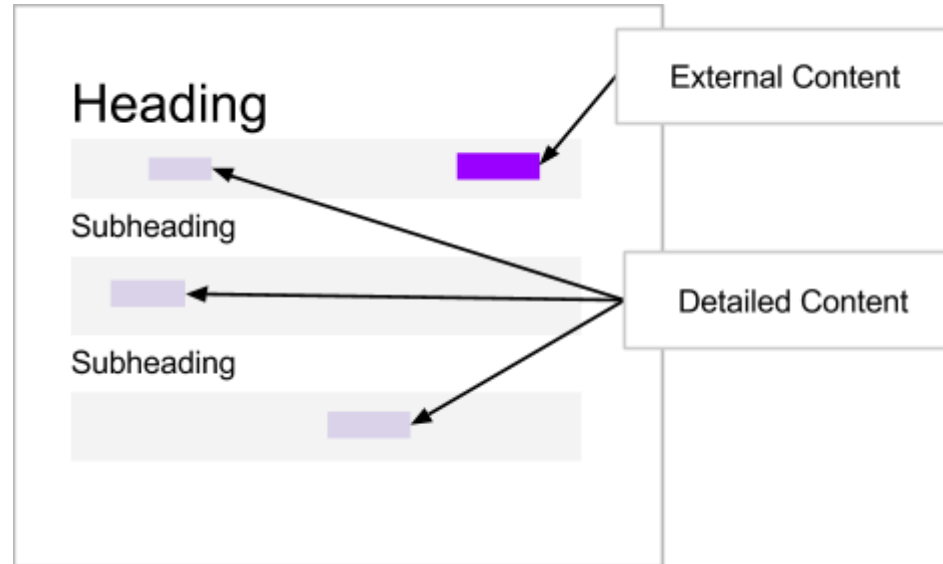 External Content
Heading
Subheading
Detailed Content
Subheading